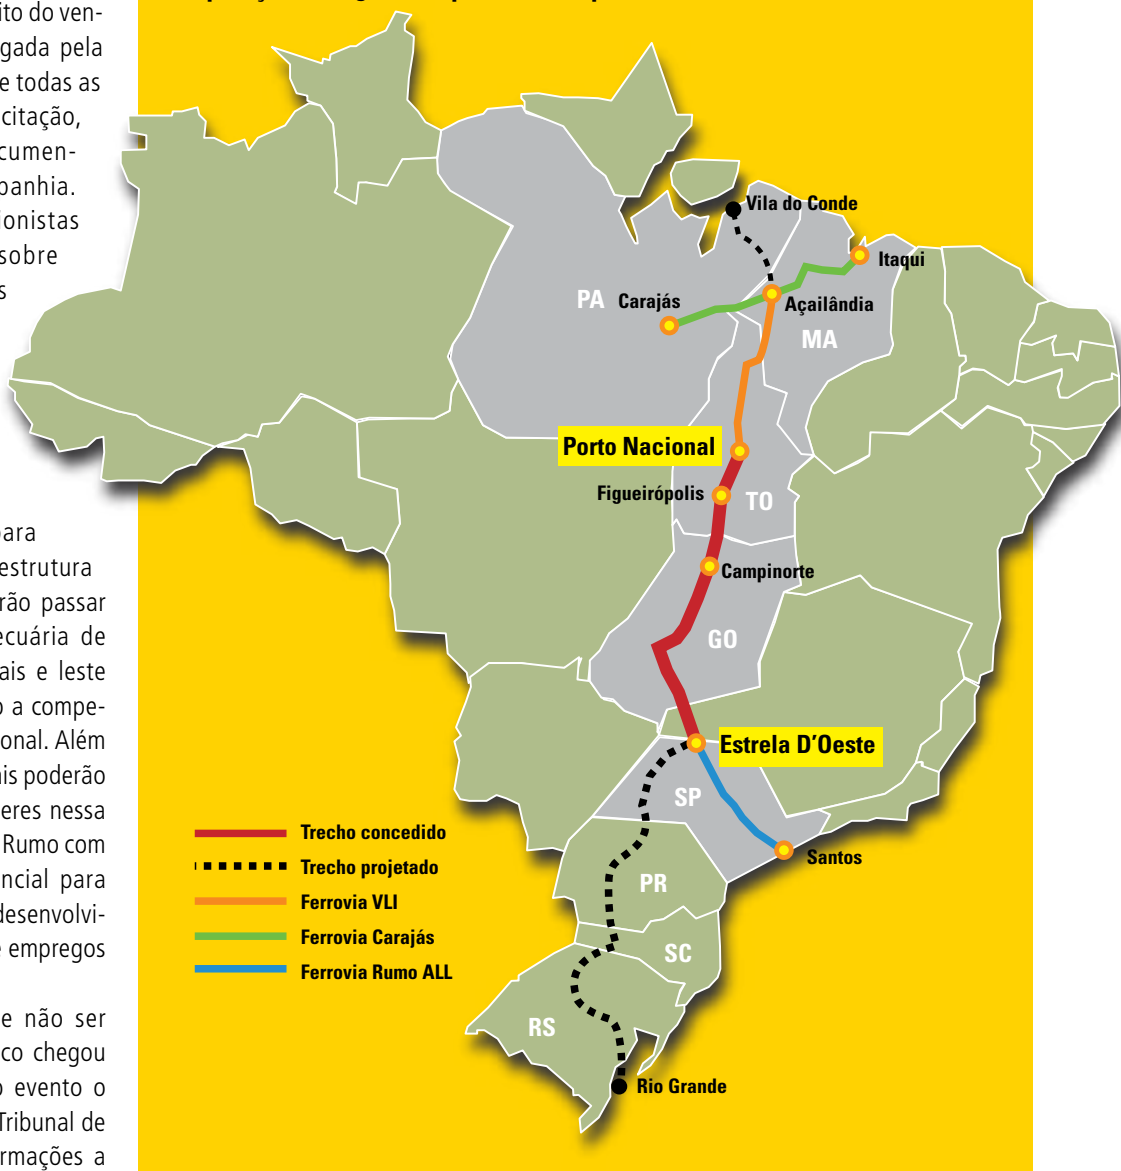 ito do ven-
gada pela
e todas as
citação,
cumen-
panhia.
ionistas
sobre
s
para
estrutura
rão passar
ecuária de
ais e leste
o a compe-
onal. Além
ais poderão
eres nessa
Rumo com
ncial para
desenvolvi-
e empregos
e não ser
co chegou
o evento o
Tribunal de
rmações a
Vila do Conde
Itaqui
PA
Carajás
Açailândia
MA
Porto Nacional
Figueirópolis
TO
Campinorte
GO
Estrela D'Oeste
SP
Santos
PR
SC
RS
Rio Grande
Trecho concedido
Trecho projetado
Ferrovia VLI
Ferrovia Carajás
Ferrovia Rumo ALL